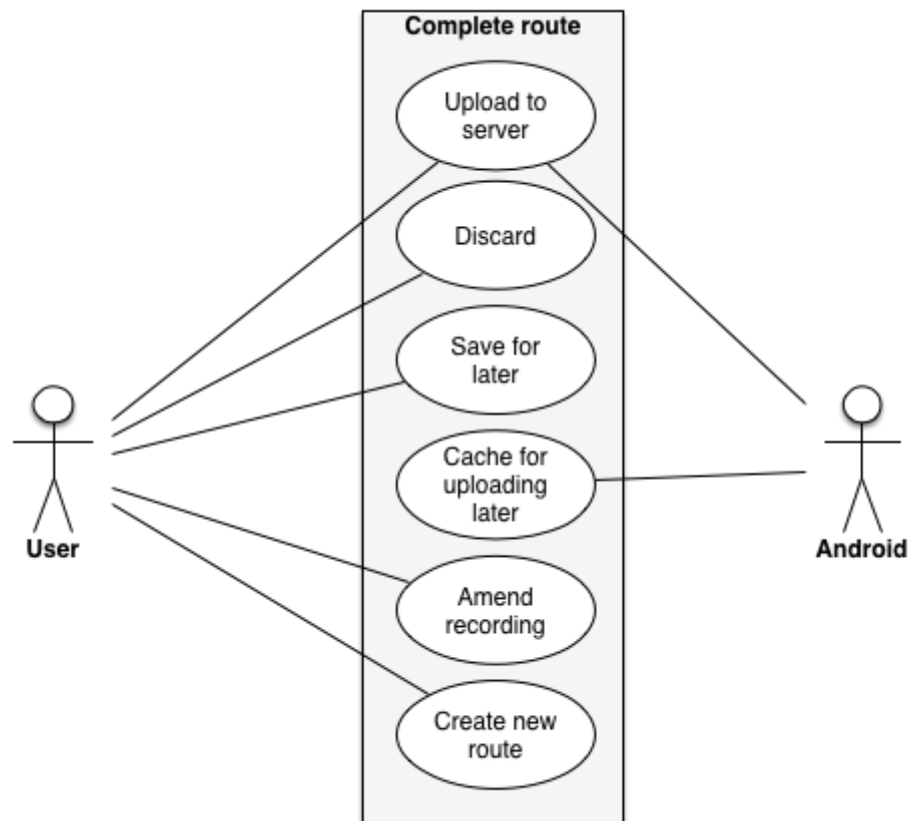 Complete route
Upload to
server
Discard
Save for
later
Cache for
uploading
later
User
Android
Amend
recording
Create new
route